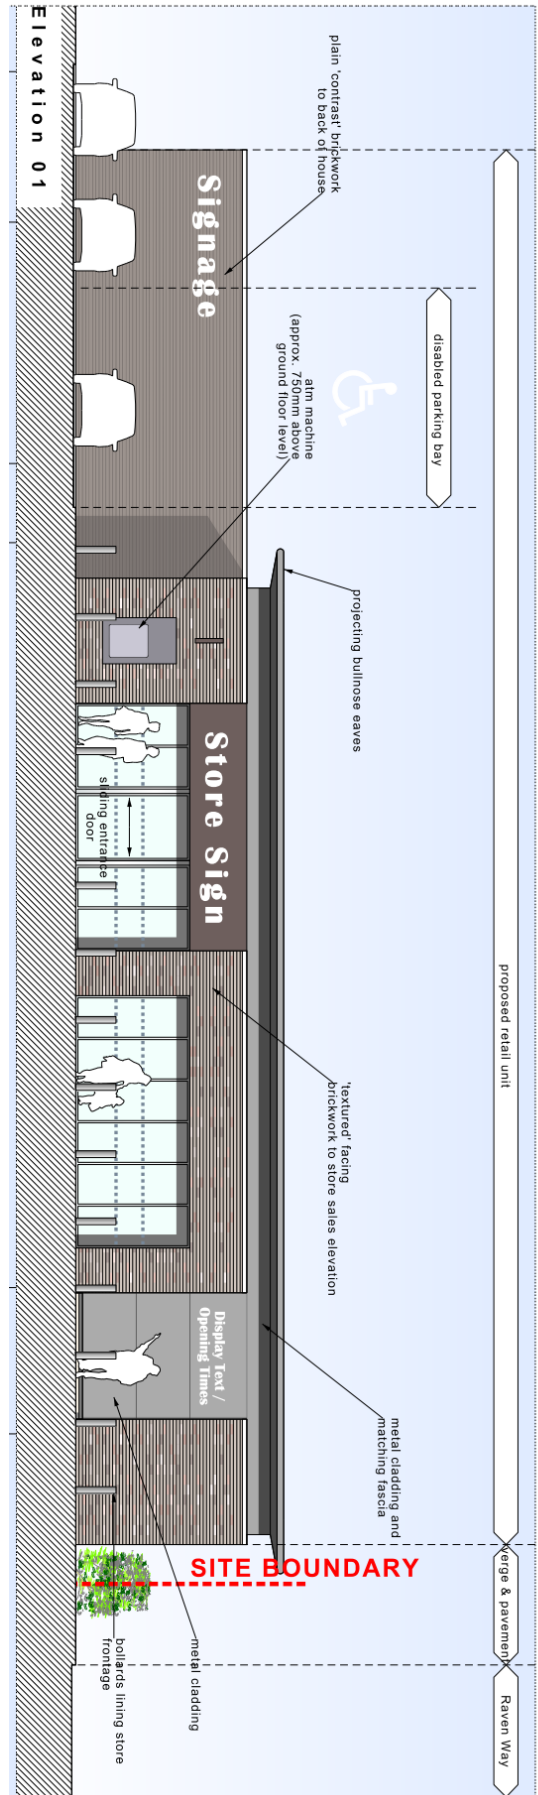 Elevation 01
plain 'contrast' brickwork
to back of house
Signage
disabled parking bay
atm machine
(approx. 750mm above
ground floor level)
projecting bullnose eaves
Store Sign
sliding entrance
door
proposed retail unit
'textured' facing
brickwork to store sales elevation
Display Text /
Opening Times
metal cladding and
matching fascia
SITE BOUNDARY
verge & pavement
metal cladding
bollards lining store
frontage
Raven Way